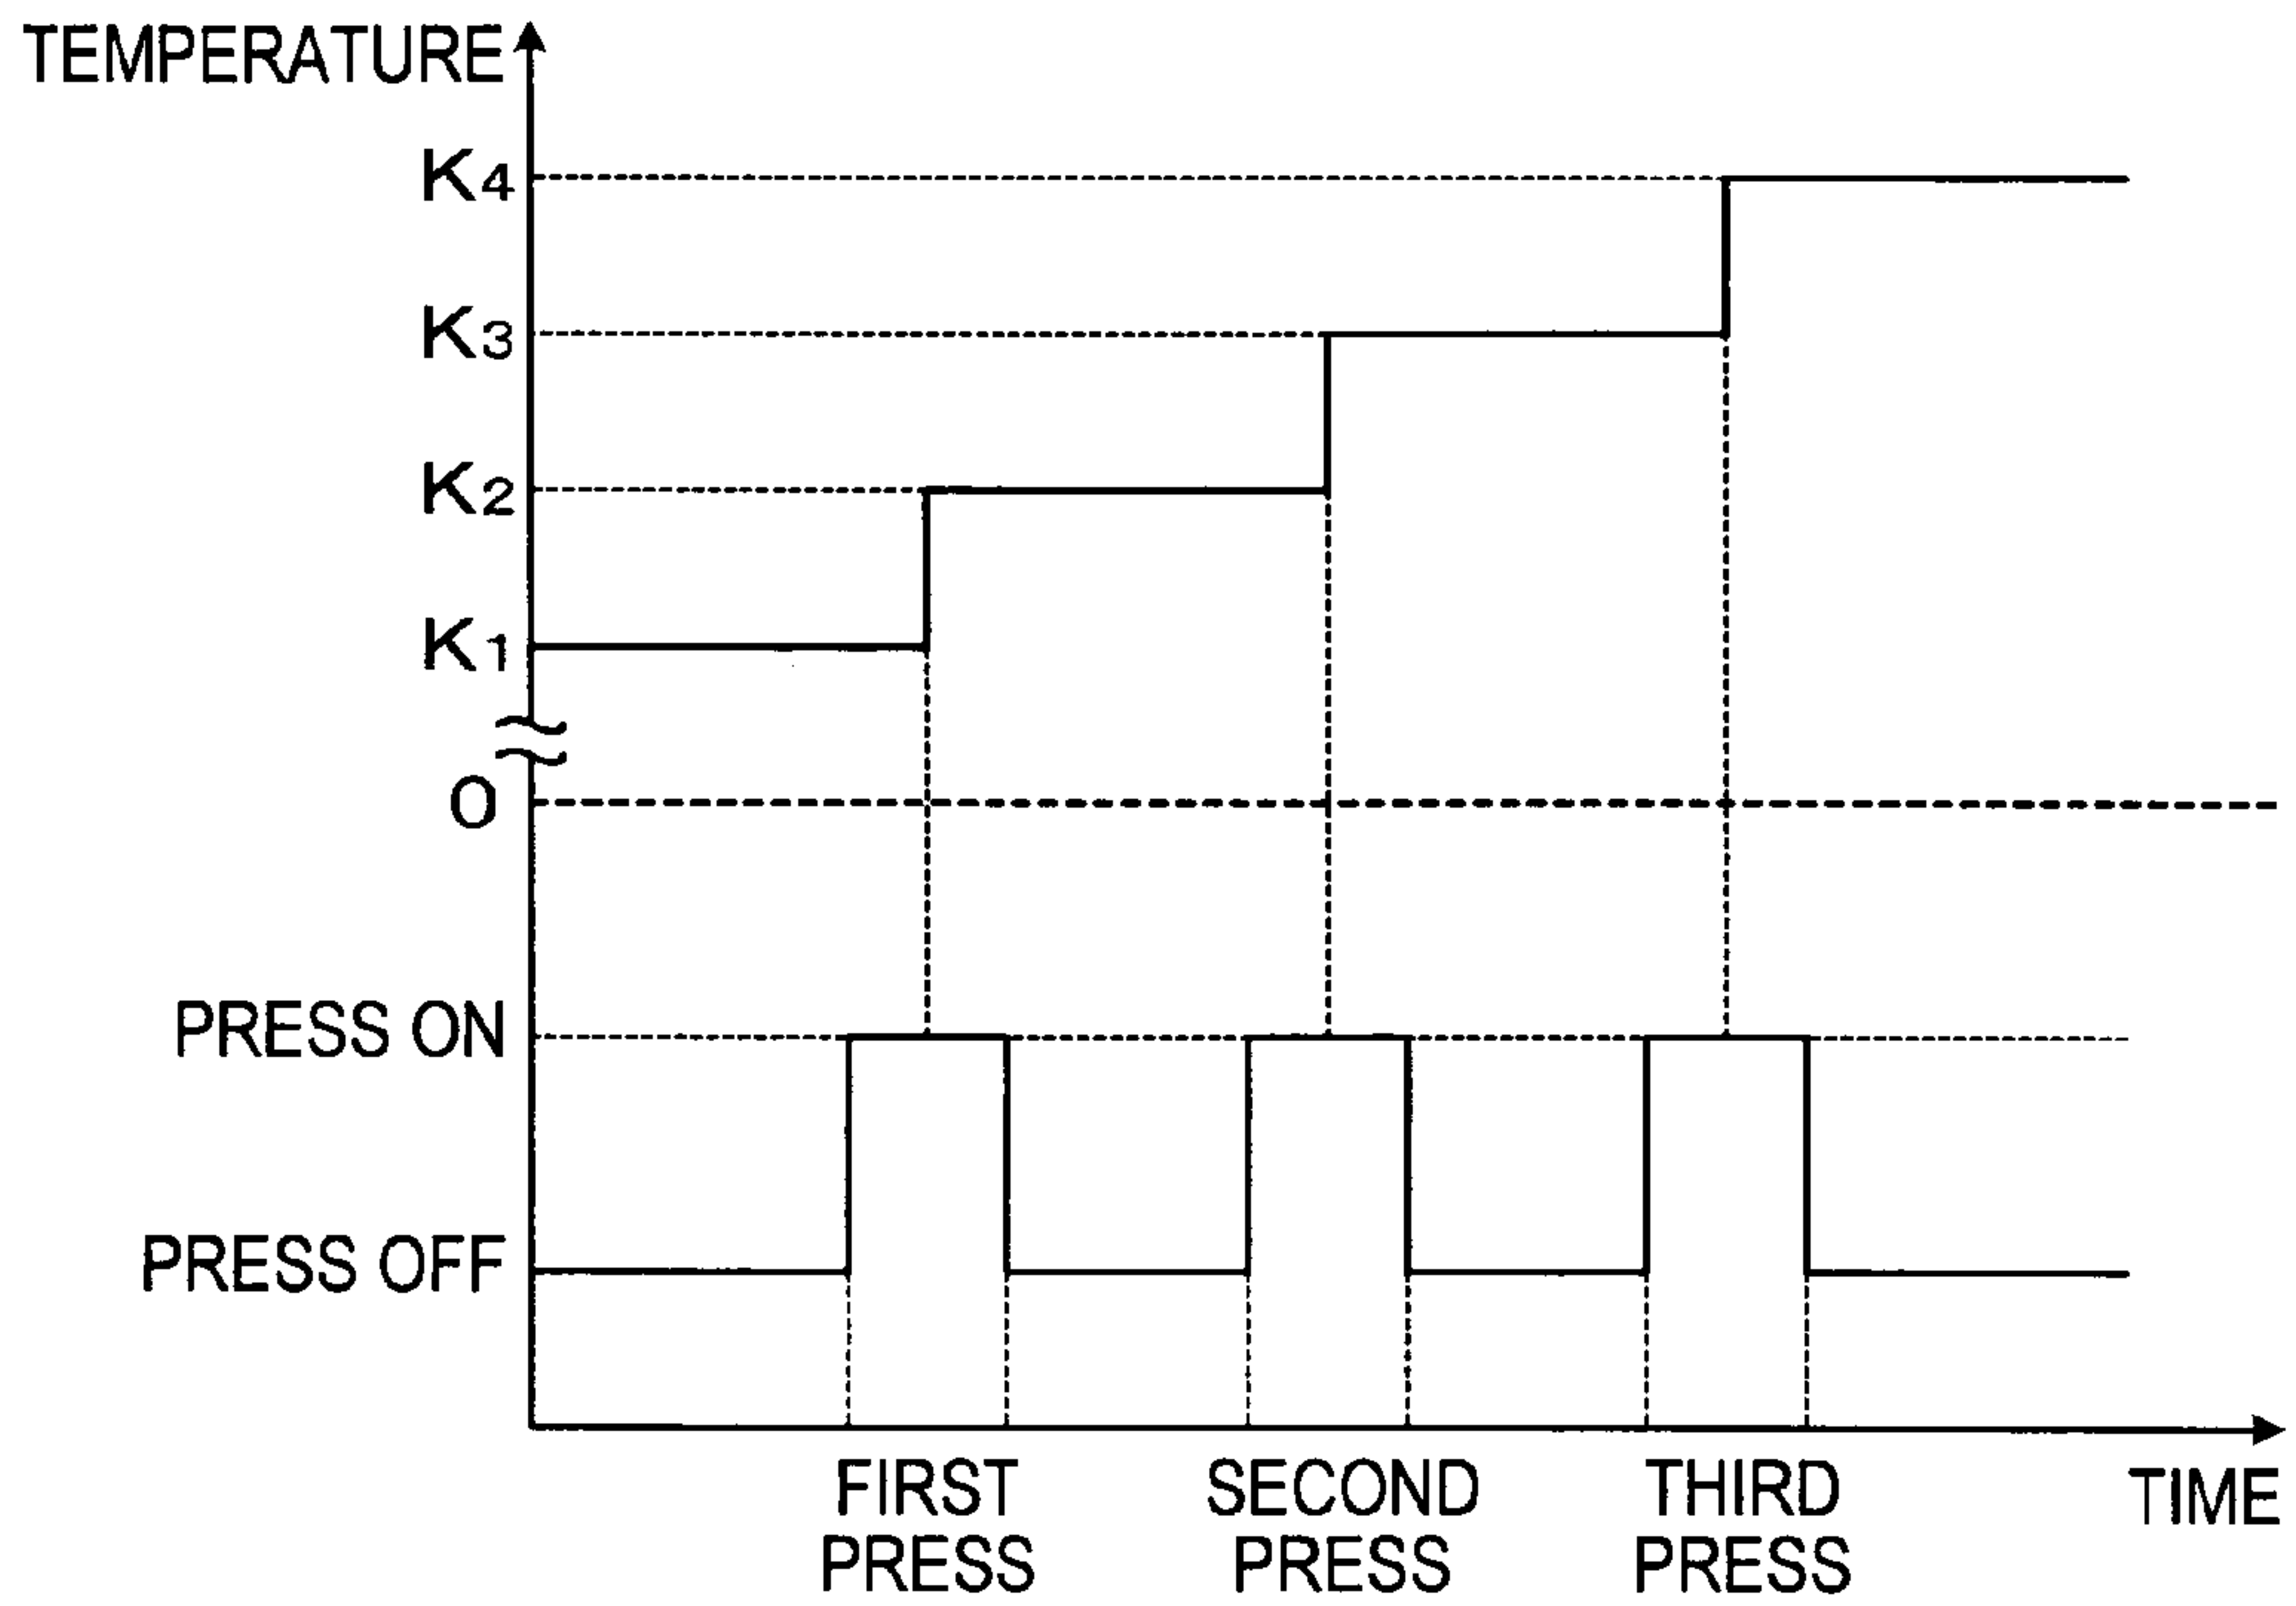 TEMPERATURE
K4
K3
K2
K1
0
PRESS ON
PRESS OFF
FIRST
PRESS
SECOND
PRESS
THIRD
PRESS
TIME